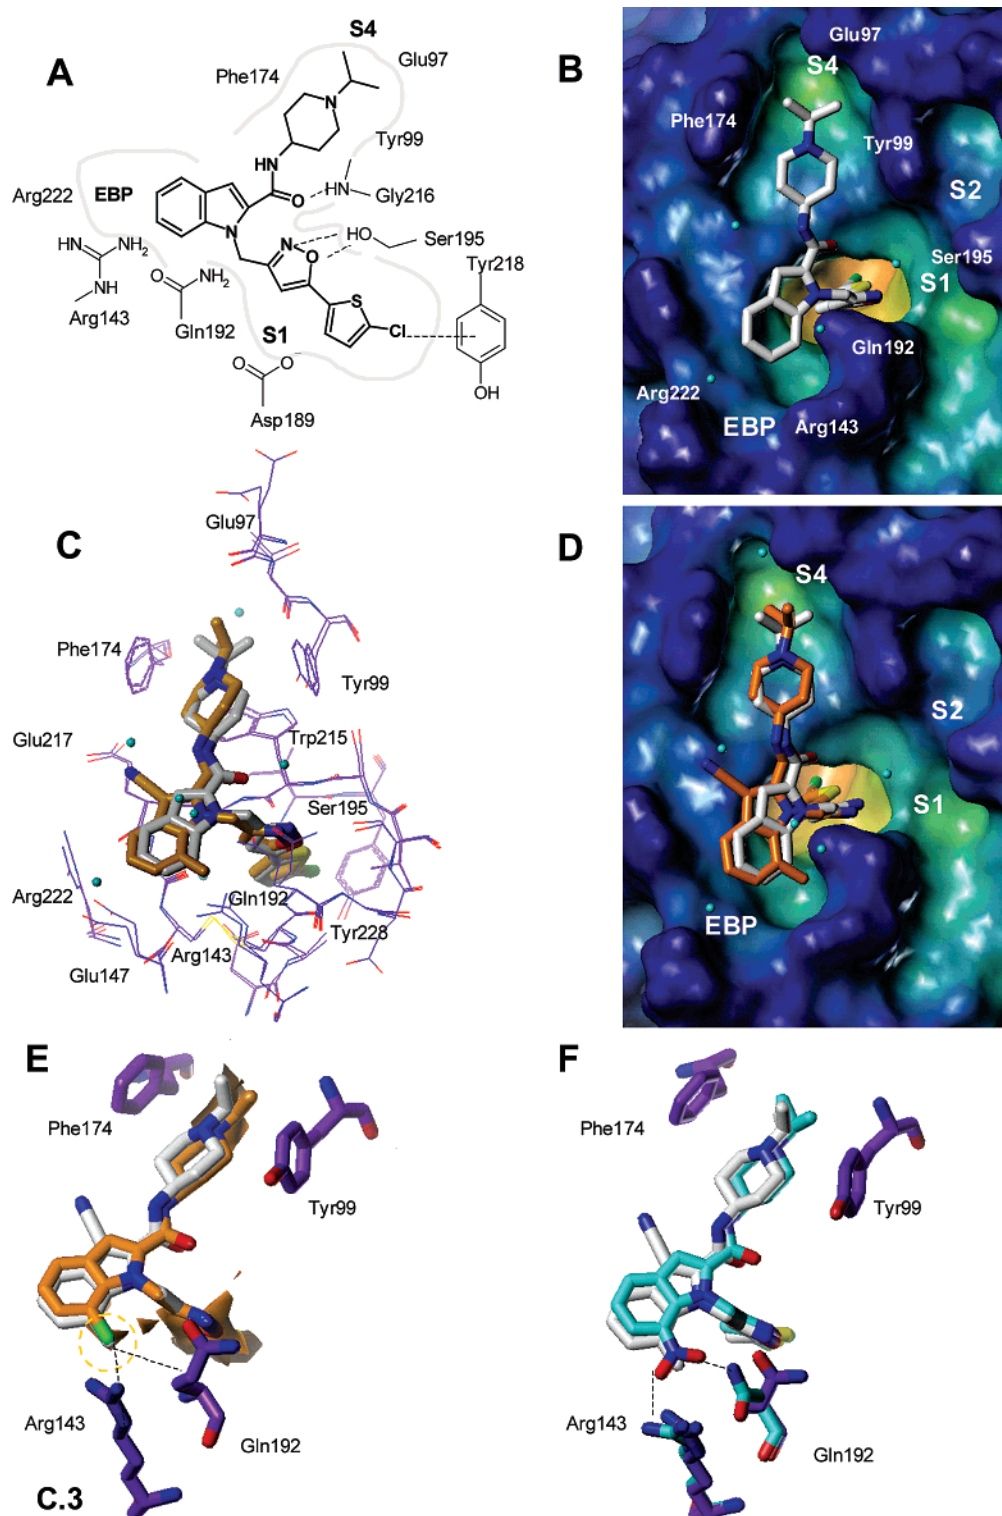 A
S4
Glu97
Phe174
N
Tyr99
HN
O
HN
Gly216
Arg222
EBP
N
N
HO
Ser195
O
Tyr218
NH
NH2
HN
O
NH2
Arg143
Gln192
S1
S
Cl
O
O−
OH
Asp189
B
Glu97
S4
Phe174
Tyr99
S2
Ser195
S1
Gln192
Arg222
EBP
Arg143
C
Glu97
Phe174
Tyr99
Glu217
Trp215
Ser195
Arg222
Gln192
Tyr228
Arg143
Glu147
D
S4
S2
S1
EBP
E
Phe174
Tyr99
Arg143
Gln192
C.3
F
Phe174
Tyr99
Arg143
Gln192